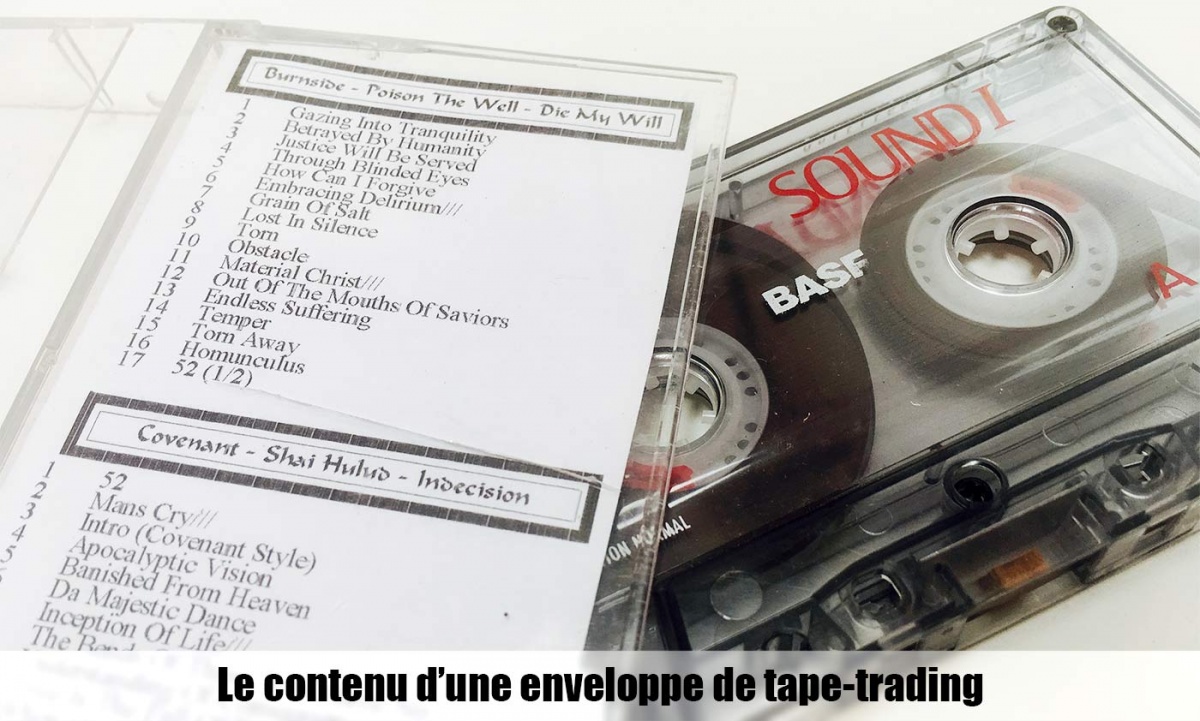 Burnside - Poison The Well - Die My Will
1 Gazing Into Tranquility
2 Betrayed By Humanity
3 Justice Will Be Served
4 Through Blinded Eyes
5 How Can I Forgive
6 Embracing Delirium///
7 Grain Of Salt
8 Lost In Silence
9 Torn
10 Obstacle
11 Material Christ///
12 Out Of The Mouths Of Saviors
13 Endless Suffering
14 Temper
15 Torn Away
16 Homunculus
17 52 (1/2)
Covenant - Shai Hulud - Indecision
1 52
2 Mans Cry///
3 Intro (Covenant Style)
4 Apocalyptic Vision
5 Banished From Heaven
Da Majestic Dance
Inception Of Life///
The
SOUND I
BASF
A
NORMAL
Le contenu d’une enveloppe de tape-trading